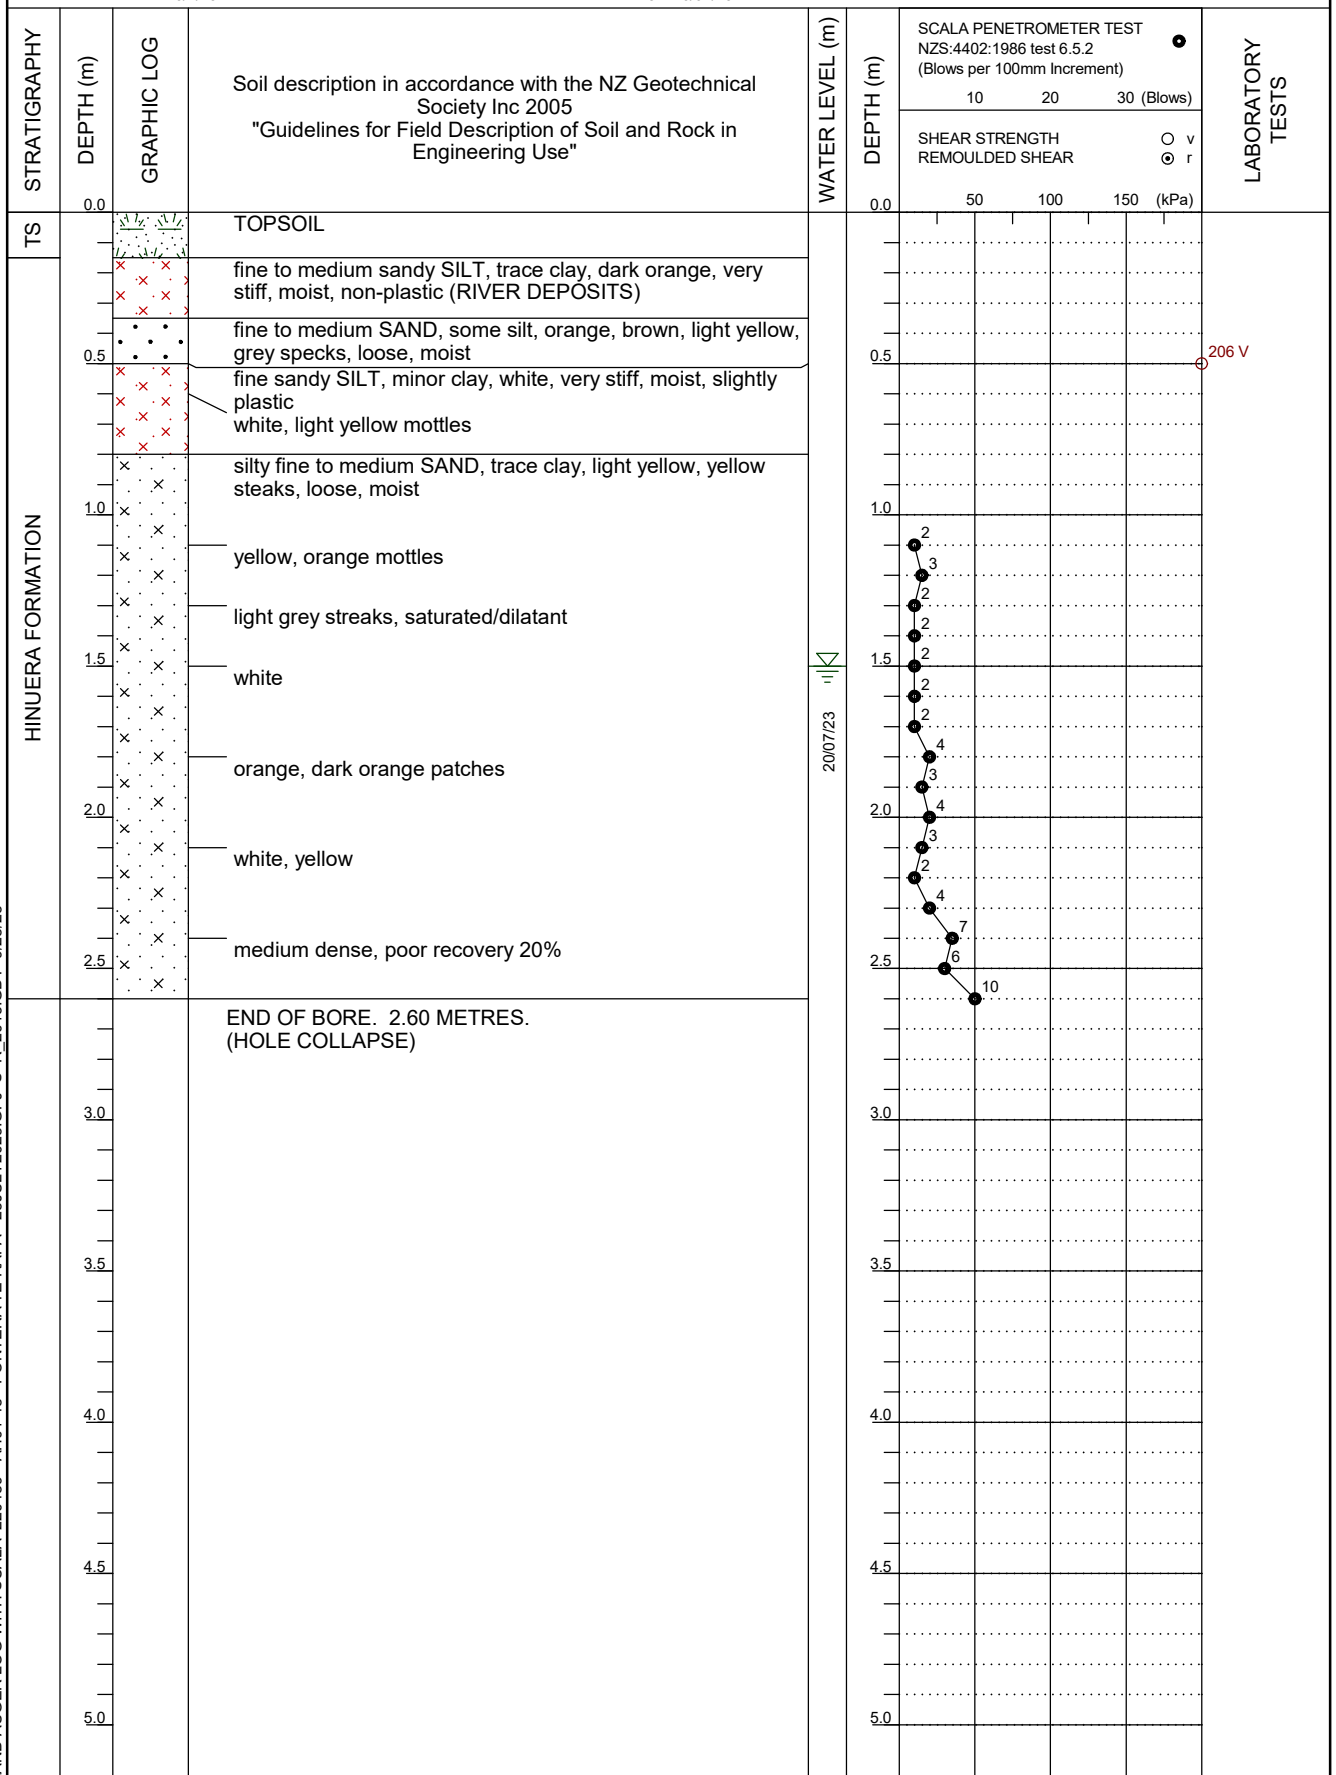 STRATIGRAPHY
DEPTH (m)
GRAPHIC LOG
Soil description in accordance with the NZ Geotechnical
Society Inc 2005
"Guidelines for Field Description of Soil and Rock in
Engineering Use"
WATER LEVEL (m)
DEPTH (m)
SCALA PENETROMETER TEST
NZS:4402:1986 test 6.5.2
(Blows per 100mm Increment)
10 20 30 (Blows)
SHEAR STRENGTH v
REMOULDED SHEAR r
50 100 150 (kPa)
LABORATORY
TESTS
0.0 0.0
TS
TOPSOIL
HINUERA FORMATION
fine to medium sandy SILT, trace clay, dark orange, very
stiff, moist, non-plastic (RIVER DEPOSITS)
fine to medium SAND, some silt, orange, brown, light yellow,
grey specks, loose, moist
0.5 0.5 206 V
fine sandy SILT, minor clay, white, very stiff, moist, slightly
plastic
white, light yellow mottles
silty fine to medium SAND, trace clay, light yellow, yellow
steaks, loose, moist
1.0 1.0
2
yellow, orange mottles
3
2
light grey streaks, saturated/dilatant
2
1.5 1.5 2
white
2
20/07/23
2
4
orange, dark orange patches
3
2.0 2.0 4
3
white, yellow
2
4
7
medium dense, poor recovery 20%
2.5 2.5 6
10
END OF BORE. 2.60 METRES.
(HOLE COLLAPSE)
3.0 3.0
3.5 3.5
4.0 4.0
4.5 4.5
5.0 5.0